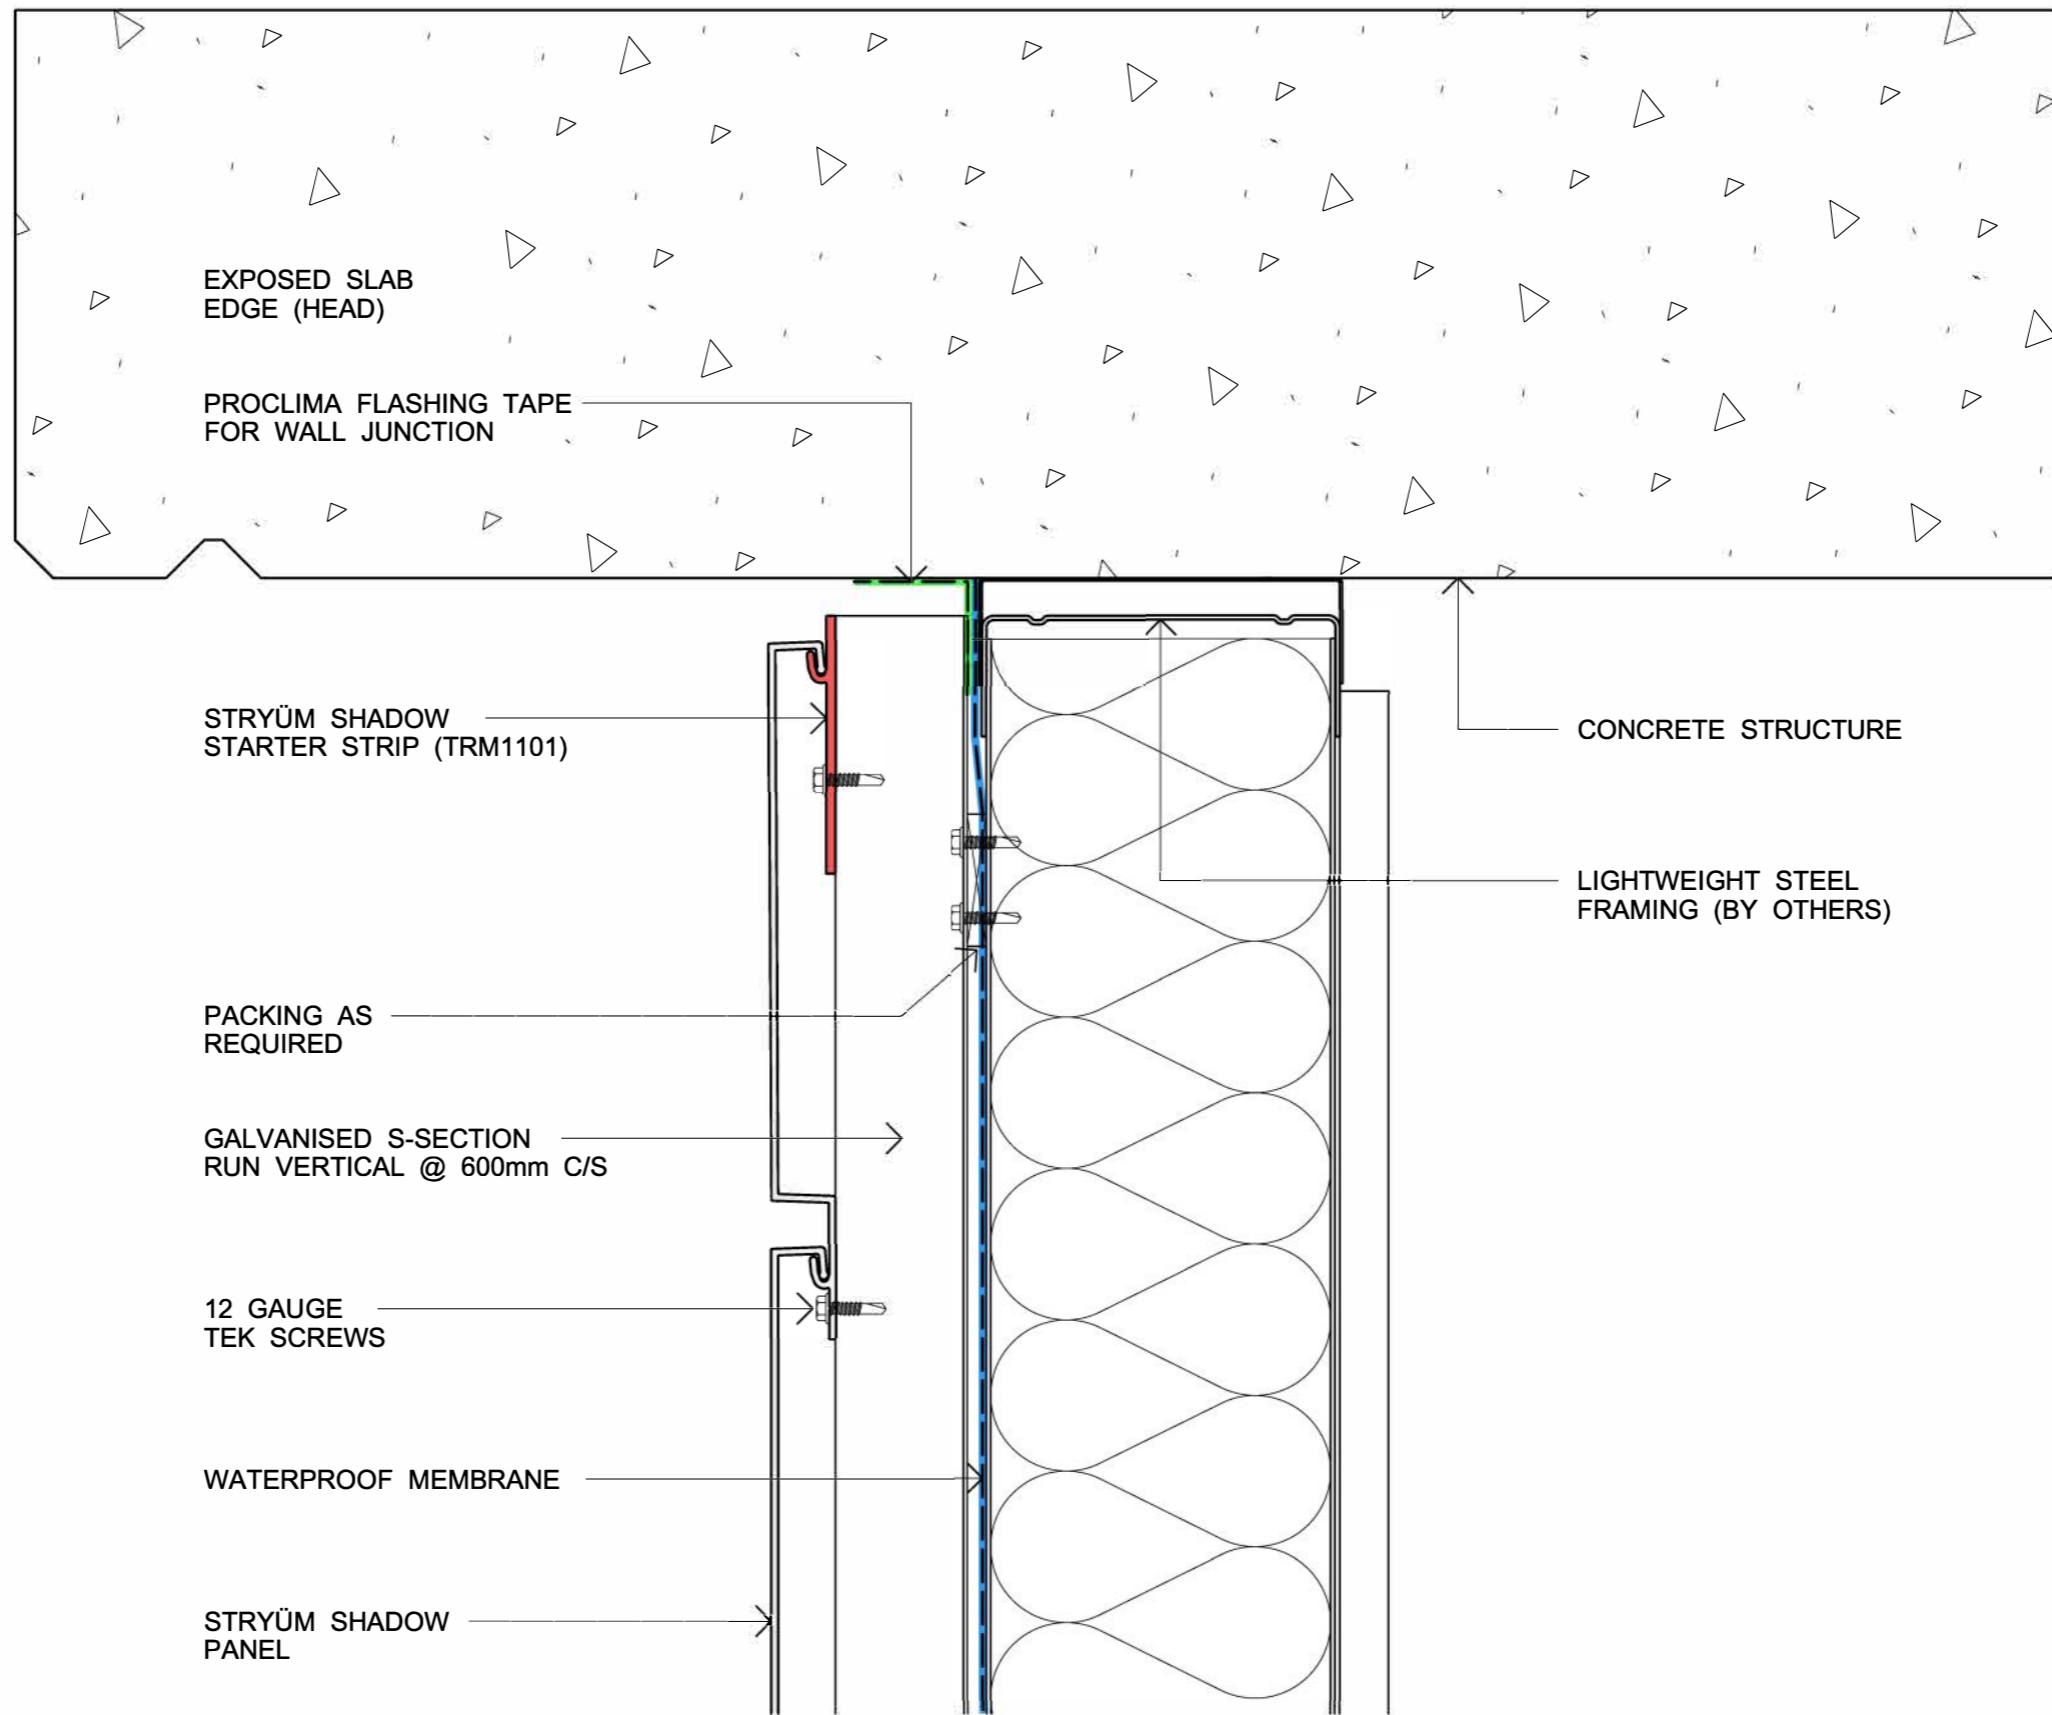 EXPOSED SLAB
EDGE (HEAD)
PROCLIMA FLASHING TAPE
FOR WALL JUNCTION
STRYÜM SHADOW
STARTER STRIP (TRM1101)
CONCRETE STRUCTURE
LIGHTWEIGHT STEEL
FRAMING (BY OTHERS)
PACKING AS
REQUIRED
GALVANISED S-SECTION
RUN VERTICAL @ 600mm C/S
12 GAUGE
TEK SCREWS
WATERPROOF MEMBRANE
STRYÜM SHADOW
PANEL